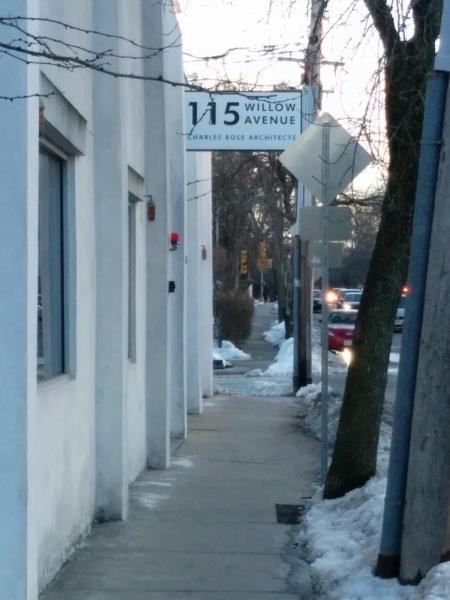 115 WILLOW
AVENUE
CHARLES ROSE ARCHITECTS